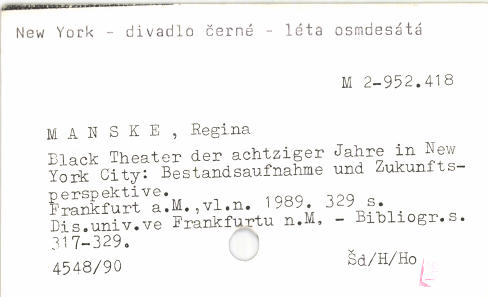 New York - divadlo černé - léta osmdesátá
M 2-952.418
M A N S K E , Regina
Black Theater der achtziger Jahre in New
York City: Bestandsaufnahme und Zukunfts-
perspektive.
Frankfurt a.M.,vl.n. 1989. 329 s.
Dis.univ.ve Frankfurtu n.M, - Bibliogr.s.
317-329.
4548/90
Šd/H/Ho